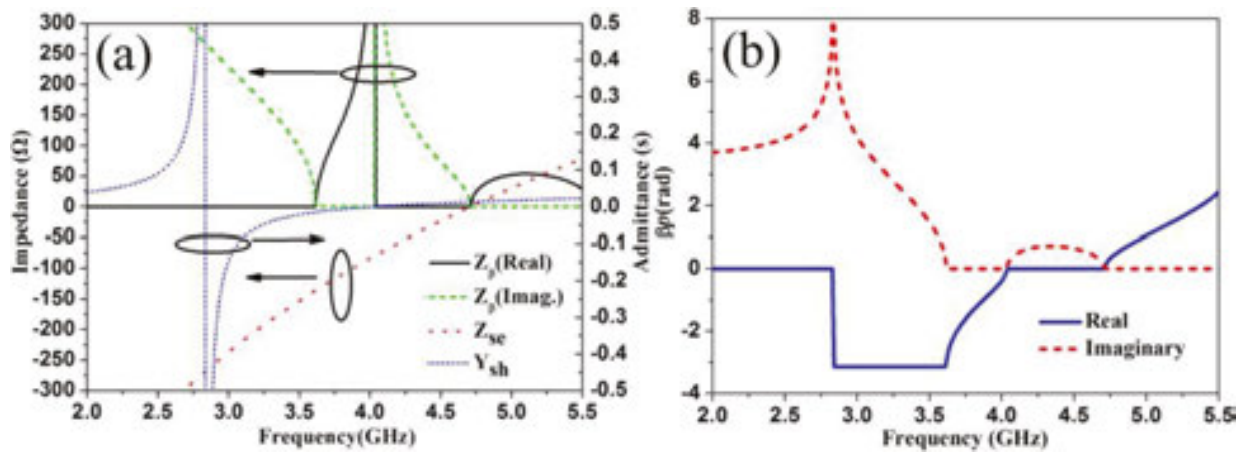 (a)
300
250
200
150
100
50
0
-50
-100
-150
-200
-250
-300
Impedance (Ω)
0.5
0.4
0.3
0.2
0.1
0.0
-0.1
-0.2
-0.3
-0.4
-0.5
Admittance (s)
Zβ(Real)
Zβ(Imag.)
Zse
Ysh
2.0 2.5 3.0 3.5 4.0 4.5 5.0 5.5
Frequency(GHz)
(b)
8
6
4
2
0
-2
-4
βp(rad)
Real
Imaginary
2.0 2.5 3.0 3.5 4.0 4.5 5.0 5.5
Frequency (GHz)